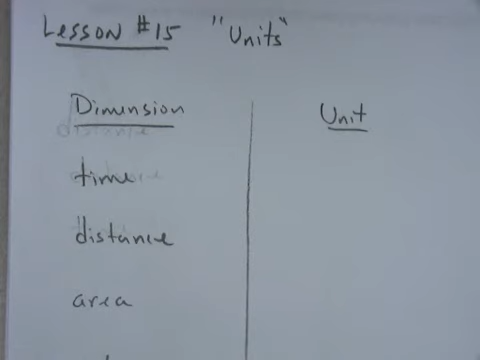 Lesson #15 "Units"
Dimension Unit
time
distance
area